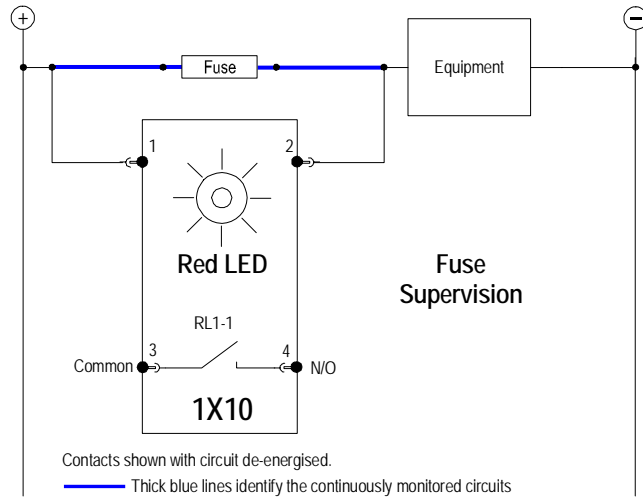 +
−
Fuse
Equipment
1
2
Red LED
Fuse
Supervision
RL1-1
Common
3
4
N/O
1X10
Contacts shown with circuit de-energised.
Thick blue lines identify the continuously monitored circuits